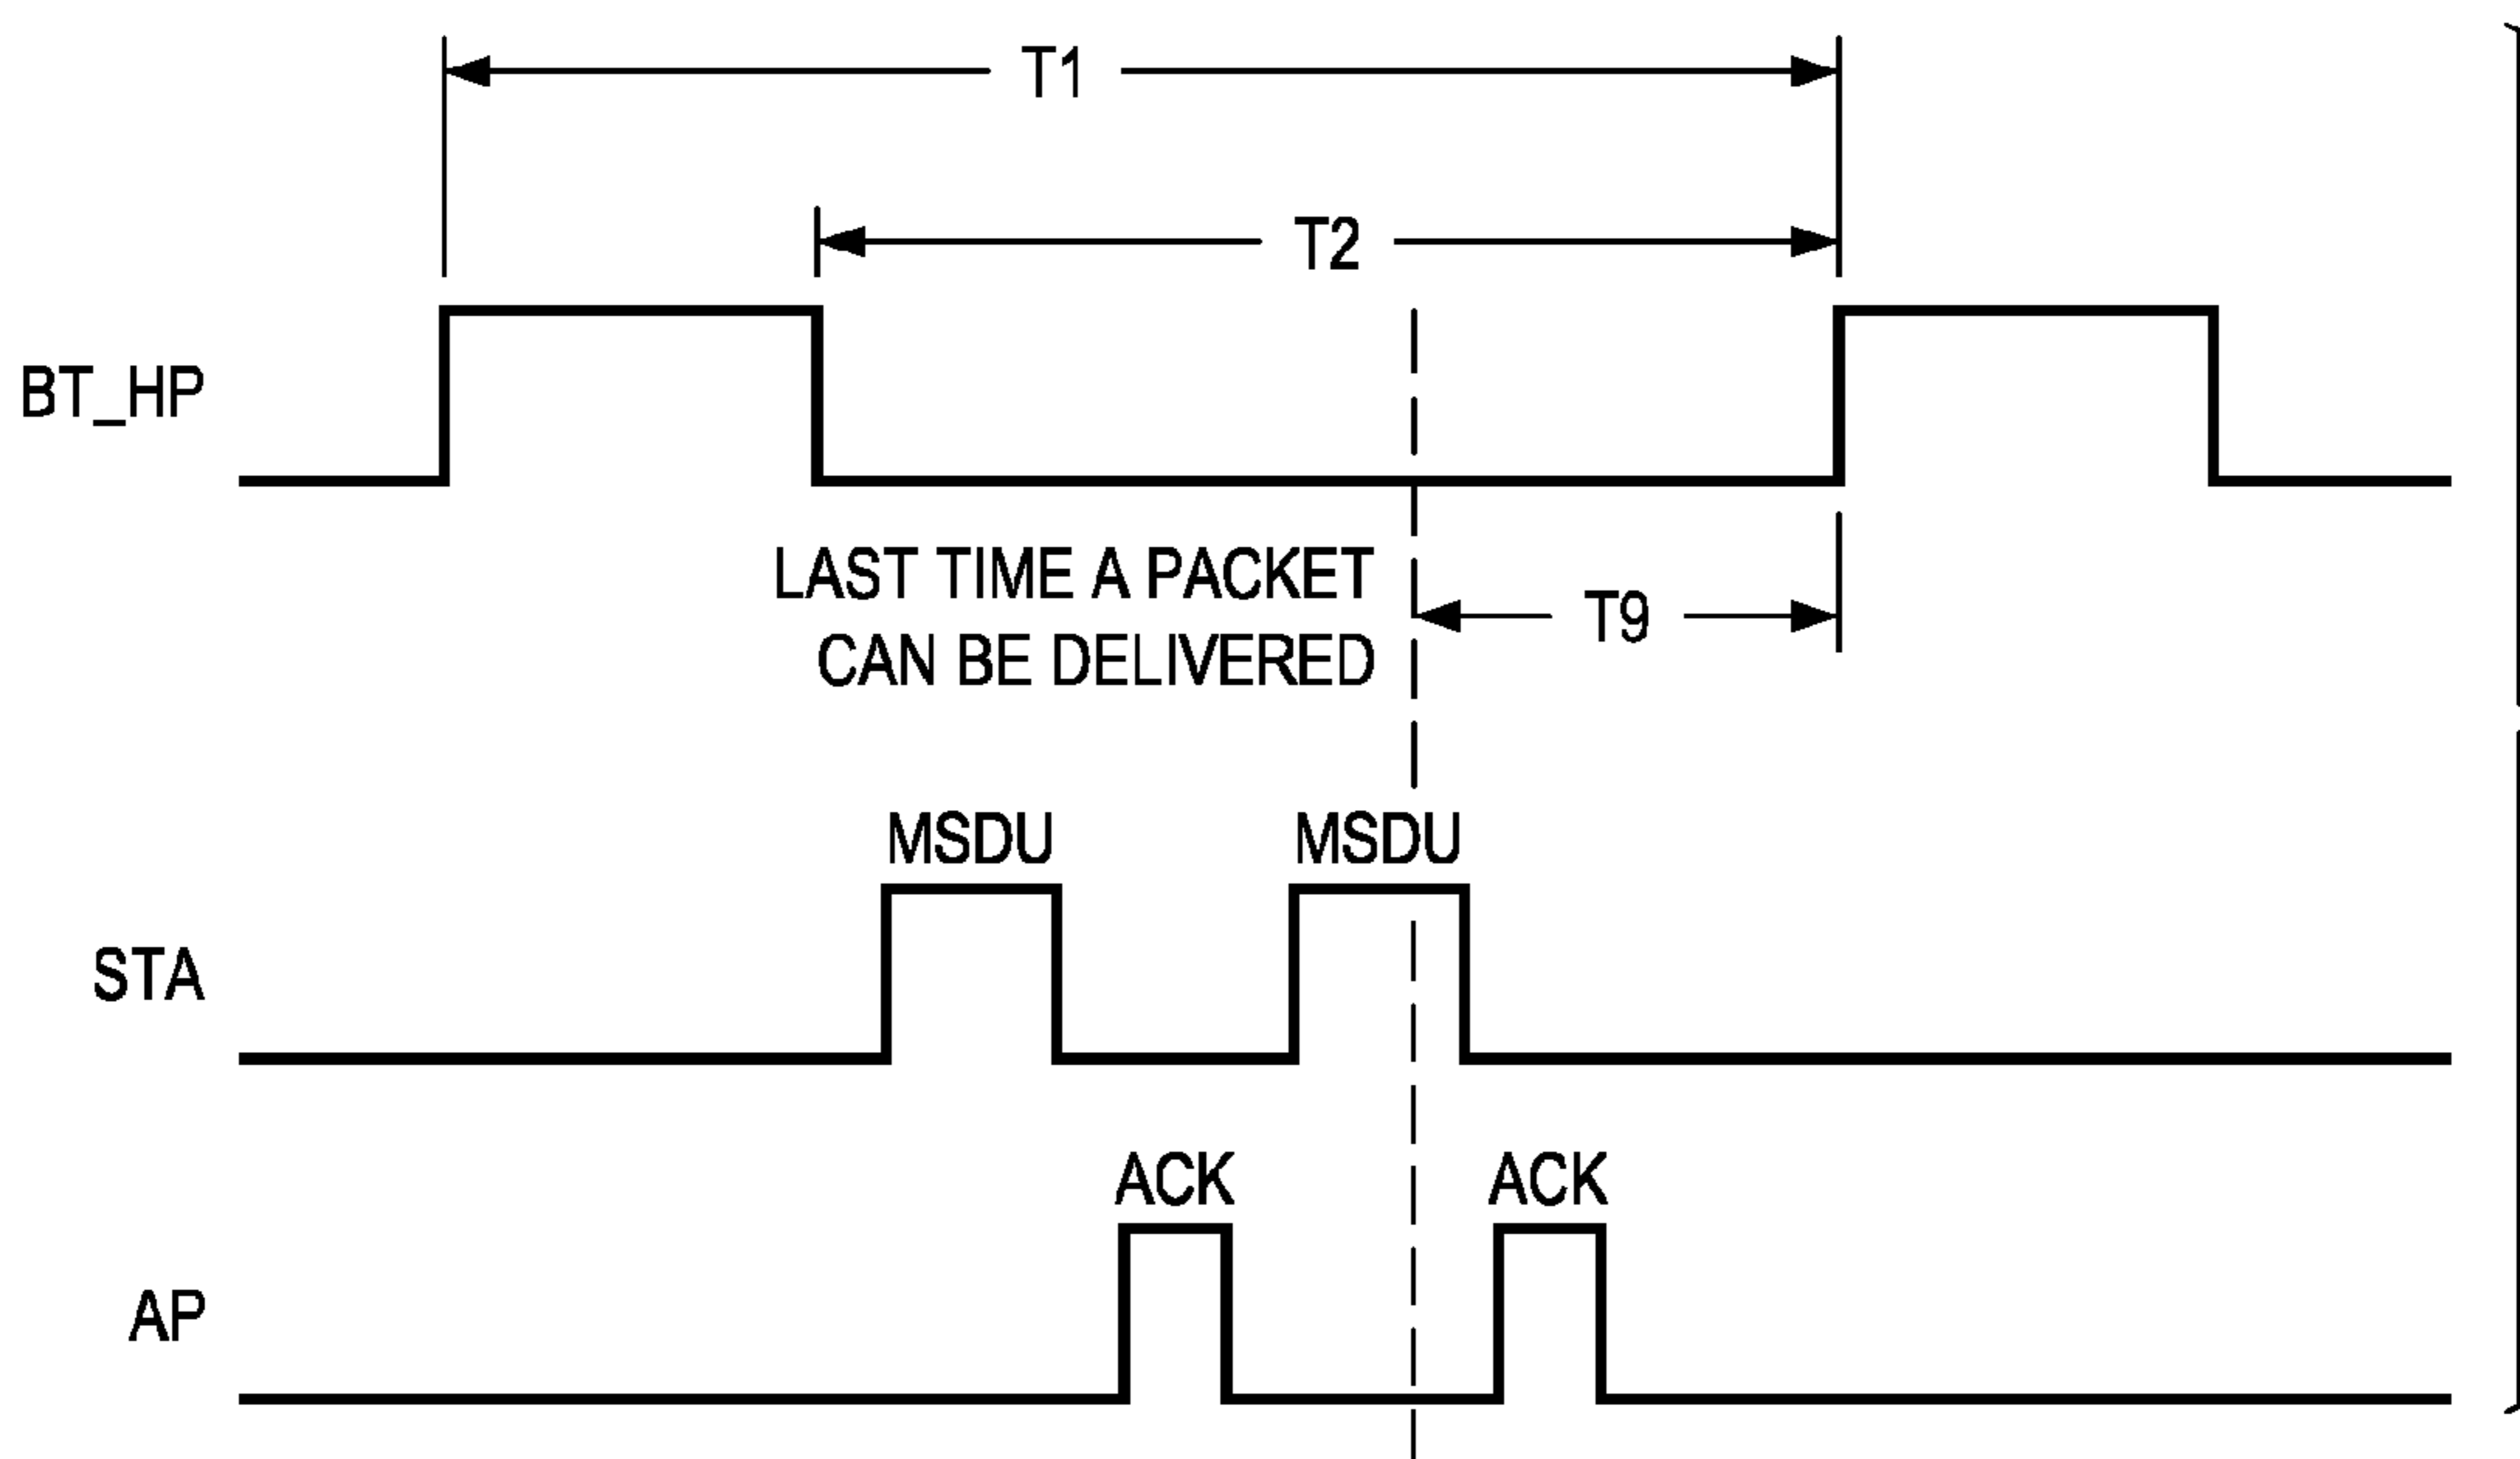 T1
T2
BT_HP
LAST TIME A PACKET
CAN BE DELIVERED
T9
MSDU MSDU
STA
ACK ACK
AP